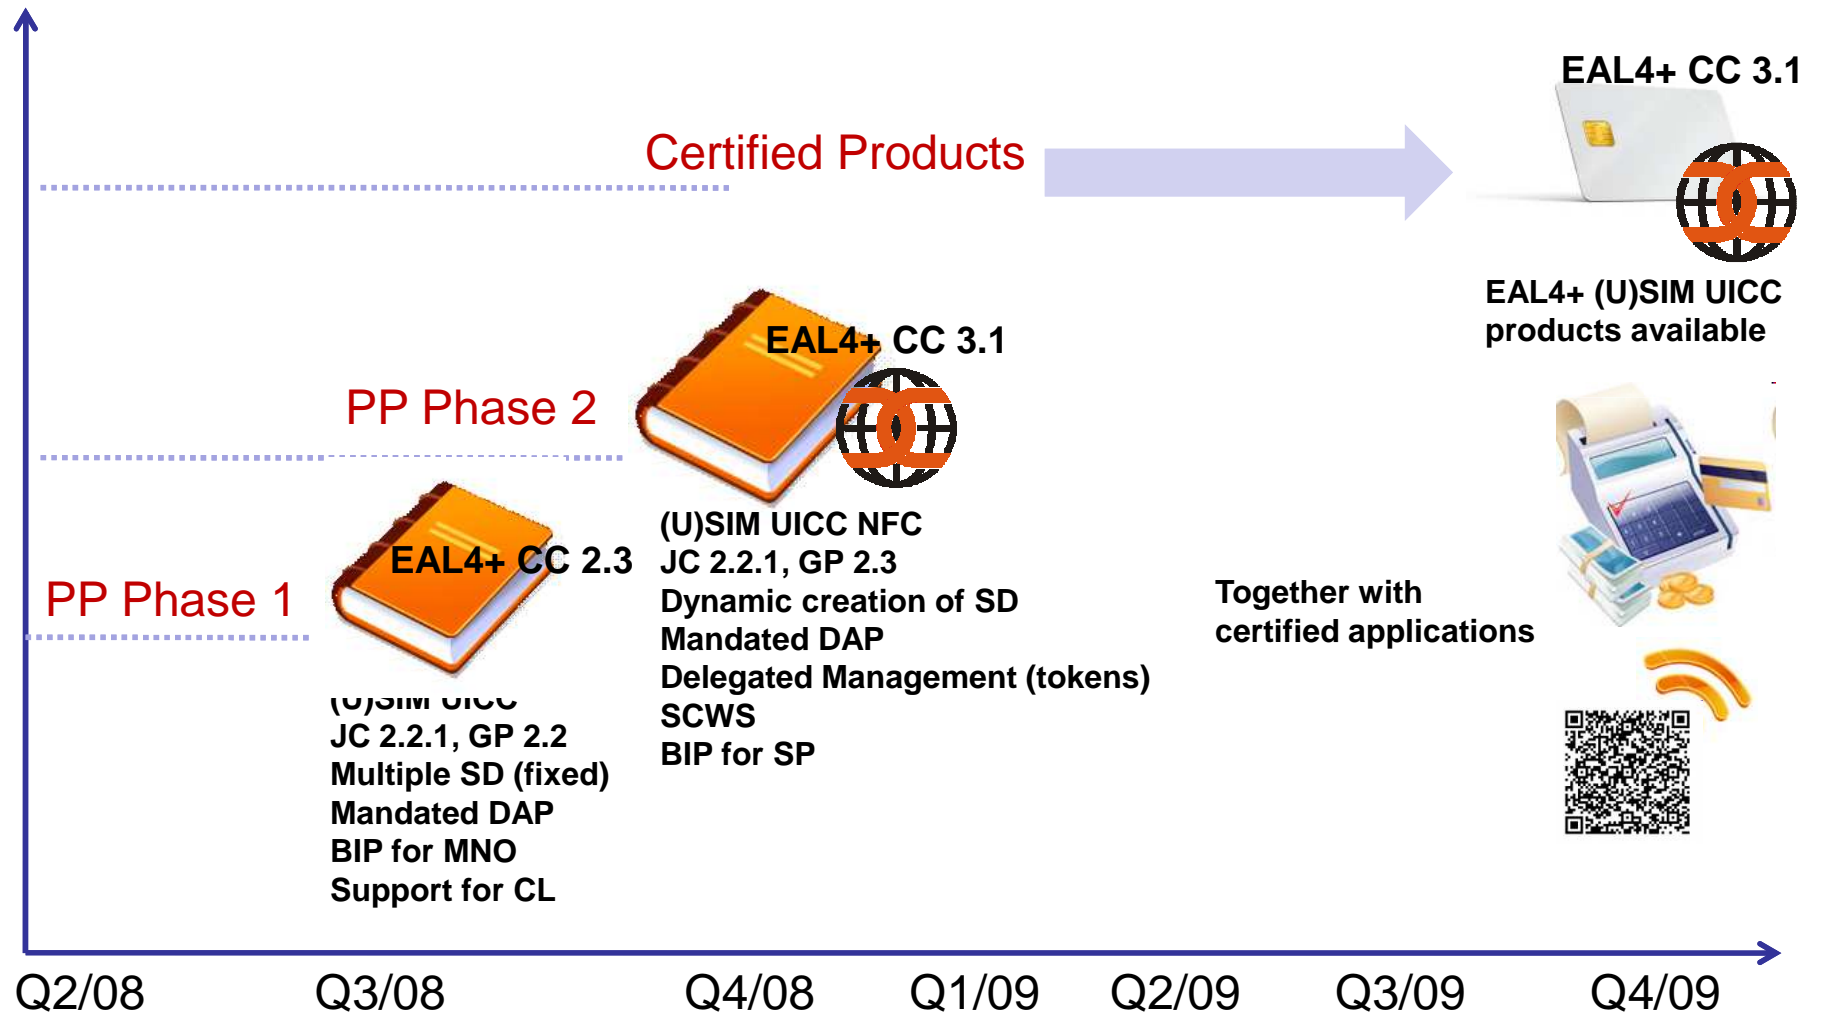 EAL4+ CC 3.1
Certified Products
EAL4+ (U)SIM UICC
products available
EAL4+ CC 3.1
PP Phase 2
(U)SIM UICC NFC
JC 2.2.1, GP 2.3
Dynamic creation of SD
Mandated DAP
Delegated Management (tokens)
SCWS
BIP for SP
EAL4+ CC 2.3
PP Phase 1
(U)SIM UICC
JC 2.2.1, GP 2.2
Multiple SD (fixed)
Mandated DAP
BIP for MNO
Support for CL
Together with
certified applications
Q2/08 Q3/08 Q4/08 Q1/09 Q2/09 Q3/09 Q4/09